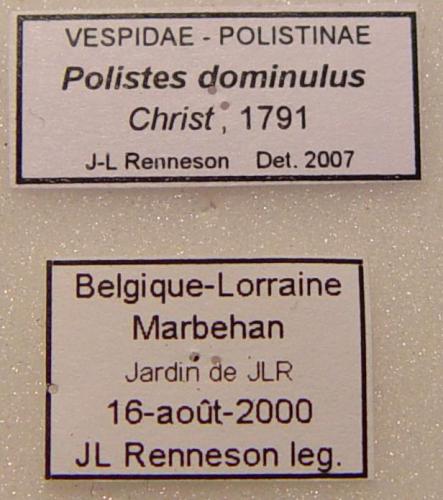 VESPIDAE - POLISTINAE
Polistes dominulus
Christ, 1791
J-L Renneson Det. 2007
Belgique-Lorraine
Marbehan
Jardin de JLR
16-août-2000
JL Renneson leg.